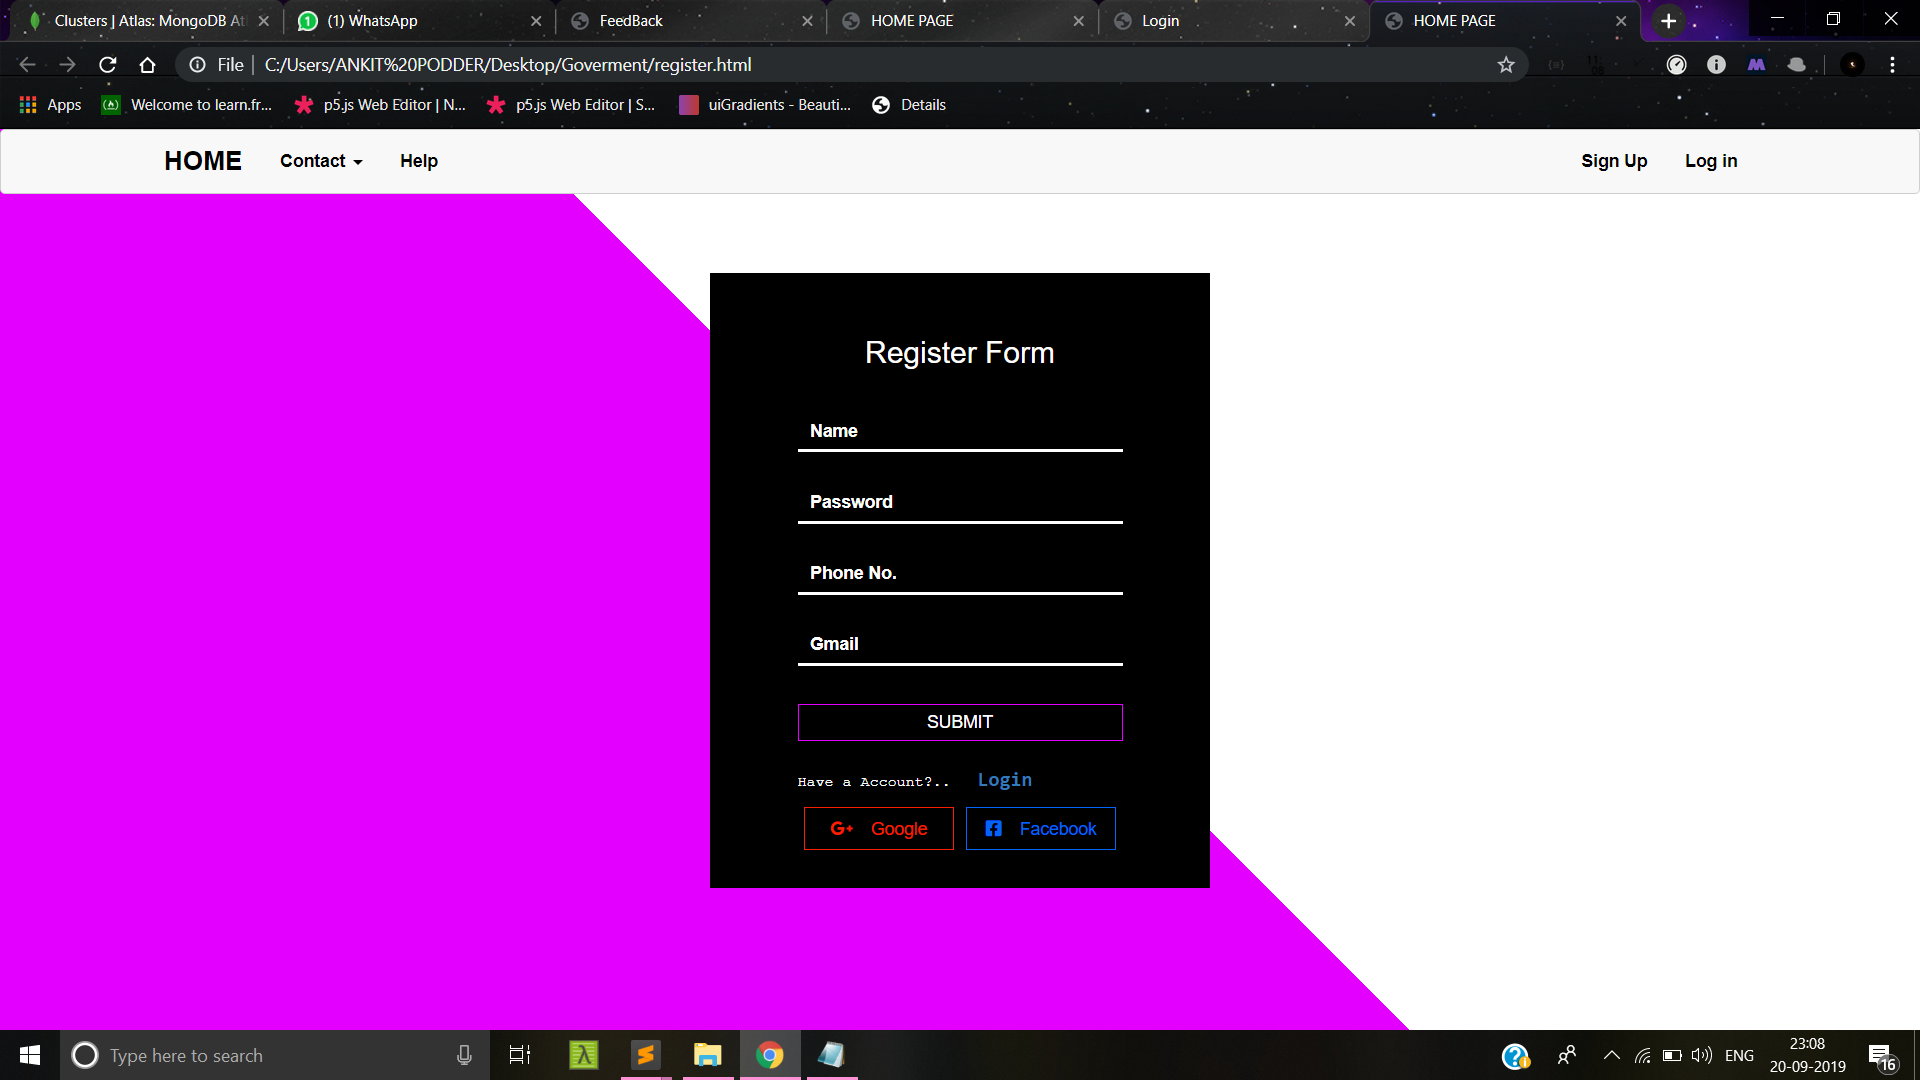 Clusters | Atlas: MongoDB At
(1) WhatsApp
FeedBack
HOME PAGE
Login
HOME PAGE
File | C:/Users/ANKIT%20PODDER/Desktop/Goverment/register.html
Apps
Welcome to learn.fr...
p5.js Web Editor | N...
p5.js Web Editor | S...
uiGradients - Beauti...
Details
HOME
Contact
Help
Sign Up
Log in
Register Form
Name
Password
Phone No.
Gmail
SUBMIT
Have a Account?.. Login
G+ Google
Facebook
Type here to search
ENG
23:08
20-09-2019
16